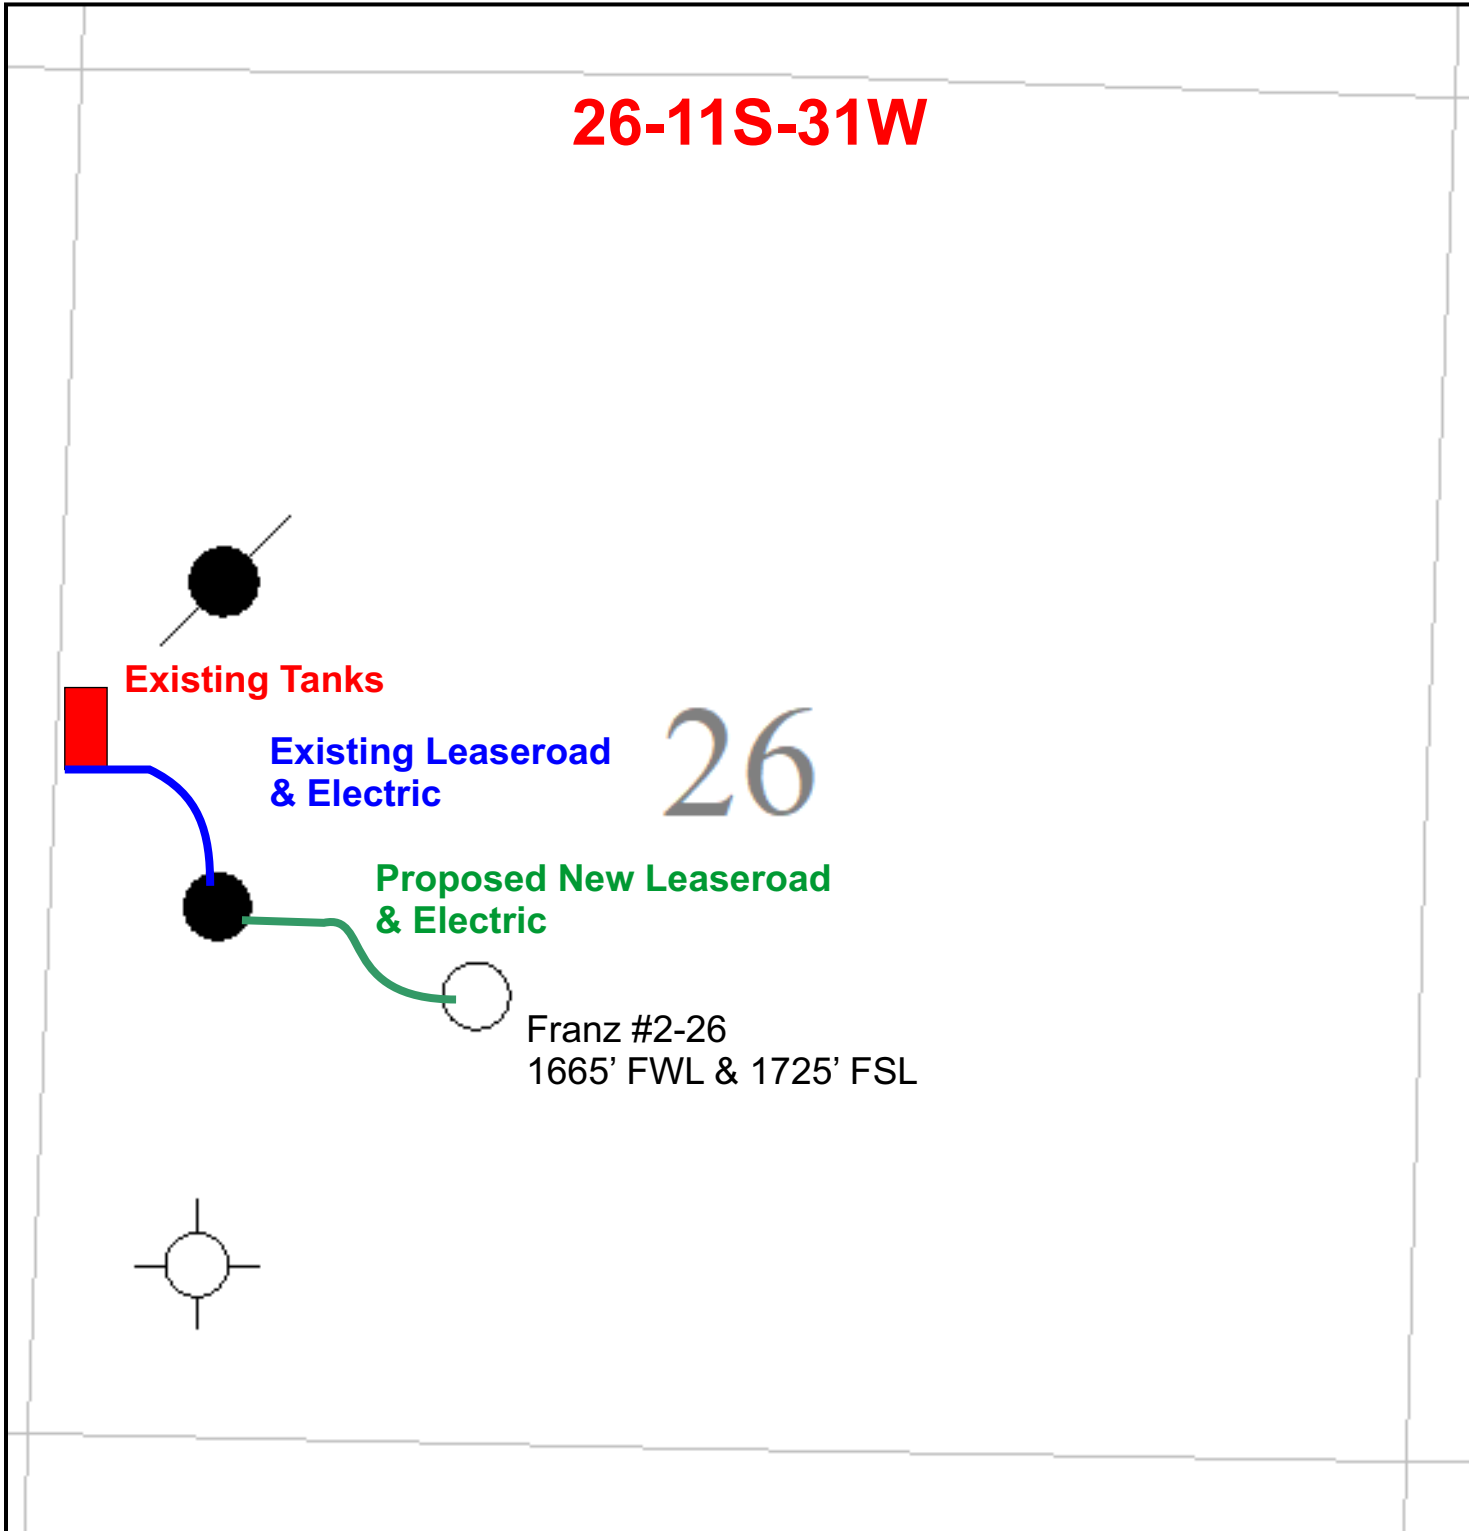 26-11S-31W
Existing Tanks
Existing Leaseroad
& Electric
26
Proposed New Leaseroad
& Electric
Franz #2-26
1665’ FWL & 1725’ FSL